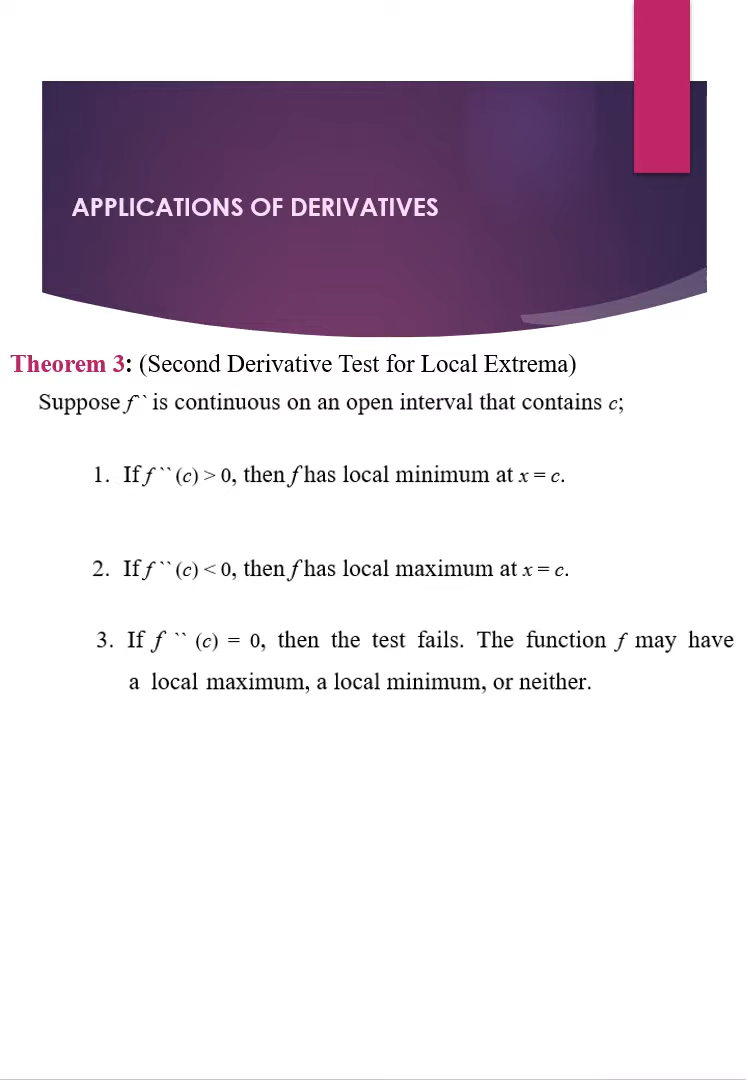 APPLICATIONS OF DERIVATIVES
Theorem 3: (Second Derivative Test for Local Extrema)
Suppose f `` is continuous on an open interval that contains c;
1. If f `` (c) > 0, then f has local minimum at x = c.
2. If f `` (c) < 0, then f has local maximum at x = c.
3. If f `` (c) = 0, then the test fails. The function f may have
a local maximum, a local minimum, or neither.